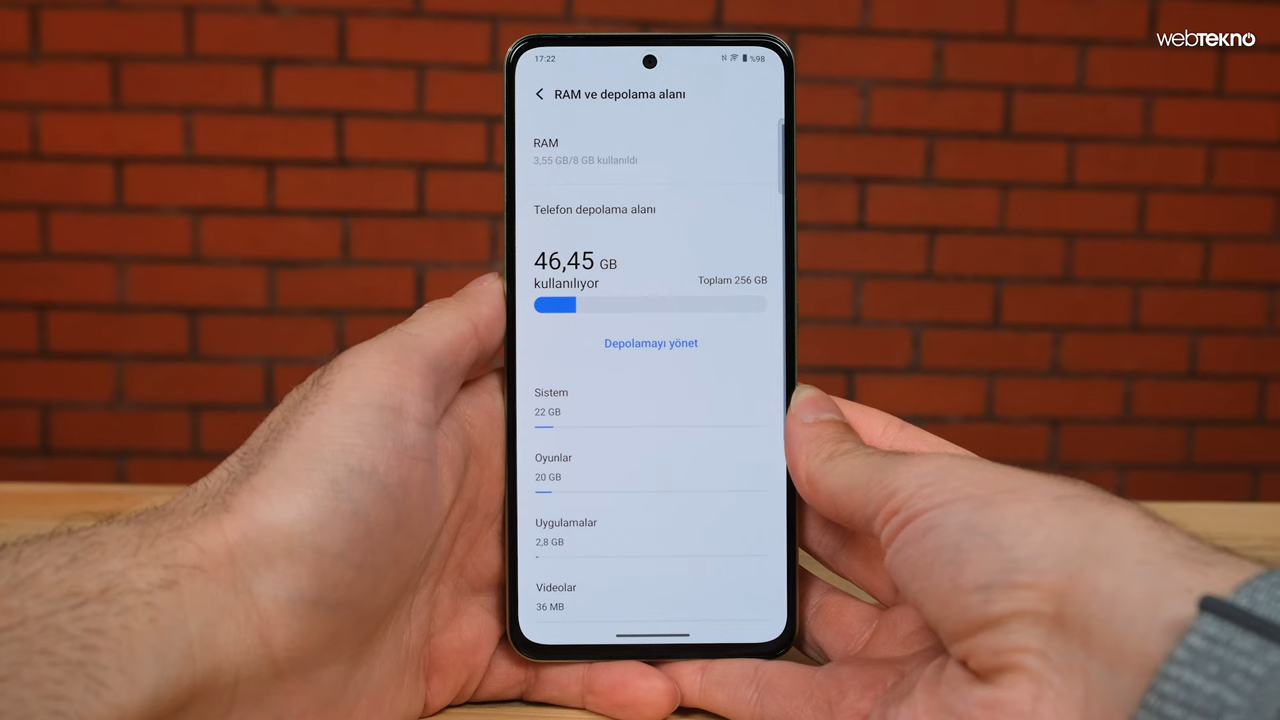 webTEKNO
17:22
%98
RAM ve depolama alanı
RAM
3,55 GB/8 GB kullanıldı
Telefon depolama alanı
46,45 GB
kullanılıyor
Toplam 256 GB
Depolamayı yönet
Sistem
22 GB
Oyunlar
20 GB
Uygulamalar
2,8 GB
Videolar
36 MB